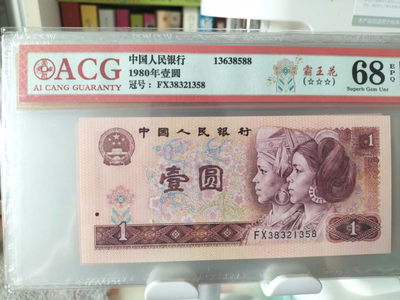 ACG
AI CANG GUARANTY
中国人民银行 13638588
1980年壹圆
冠号: FX38321358
霸王花
(☆☆☆)
68 EPQ
Superb Gem Unc
中国人民银行
1
壹圆
1
FX38321358
1